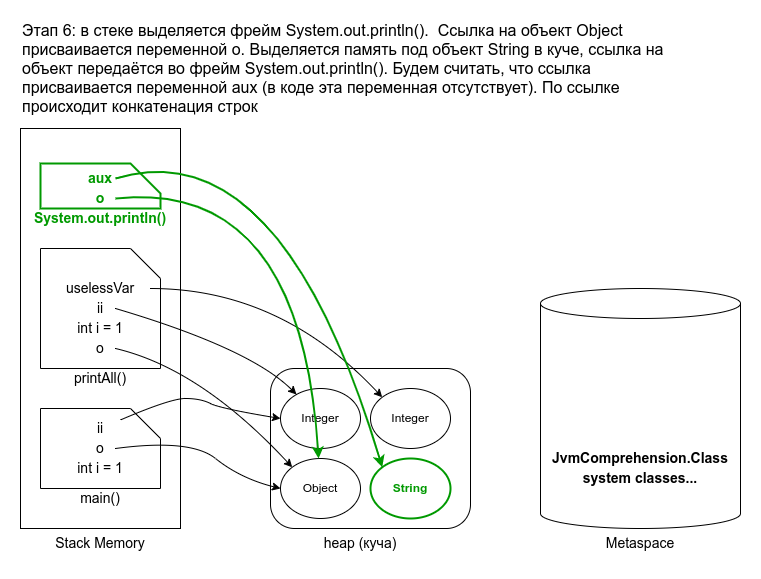 Этап 6: в стеке выделяется фрейм System.out.println().  Ссылка на объект Object
присваивается переменной o. Выделяется память под объект String в куче, ссылка на
объект передаётся во фрейм System.out.println(). Будем считать, что ссылка
присваивается переменной aux (в коде эта переменная отсутствует). По ссылке
происходит конкатенация строк
aux
o
System.out.println()
uselessVar
ii
int i = 1
o
printAll()
ii
o
int i = 1
main()
Stack Memory
Integer
Integer
Object
String
heap (куча)
JvmComprehension.Class
system classes...
Metaspace